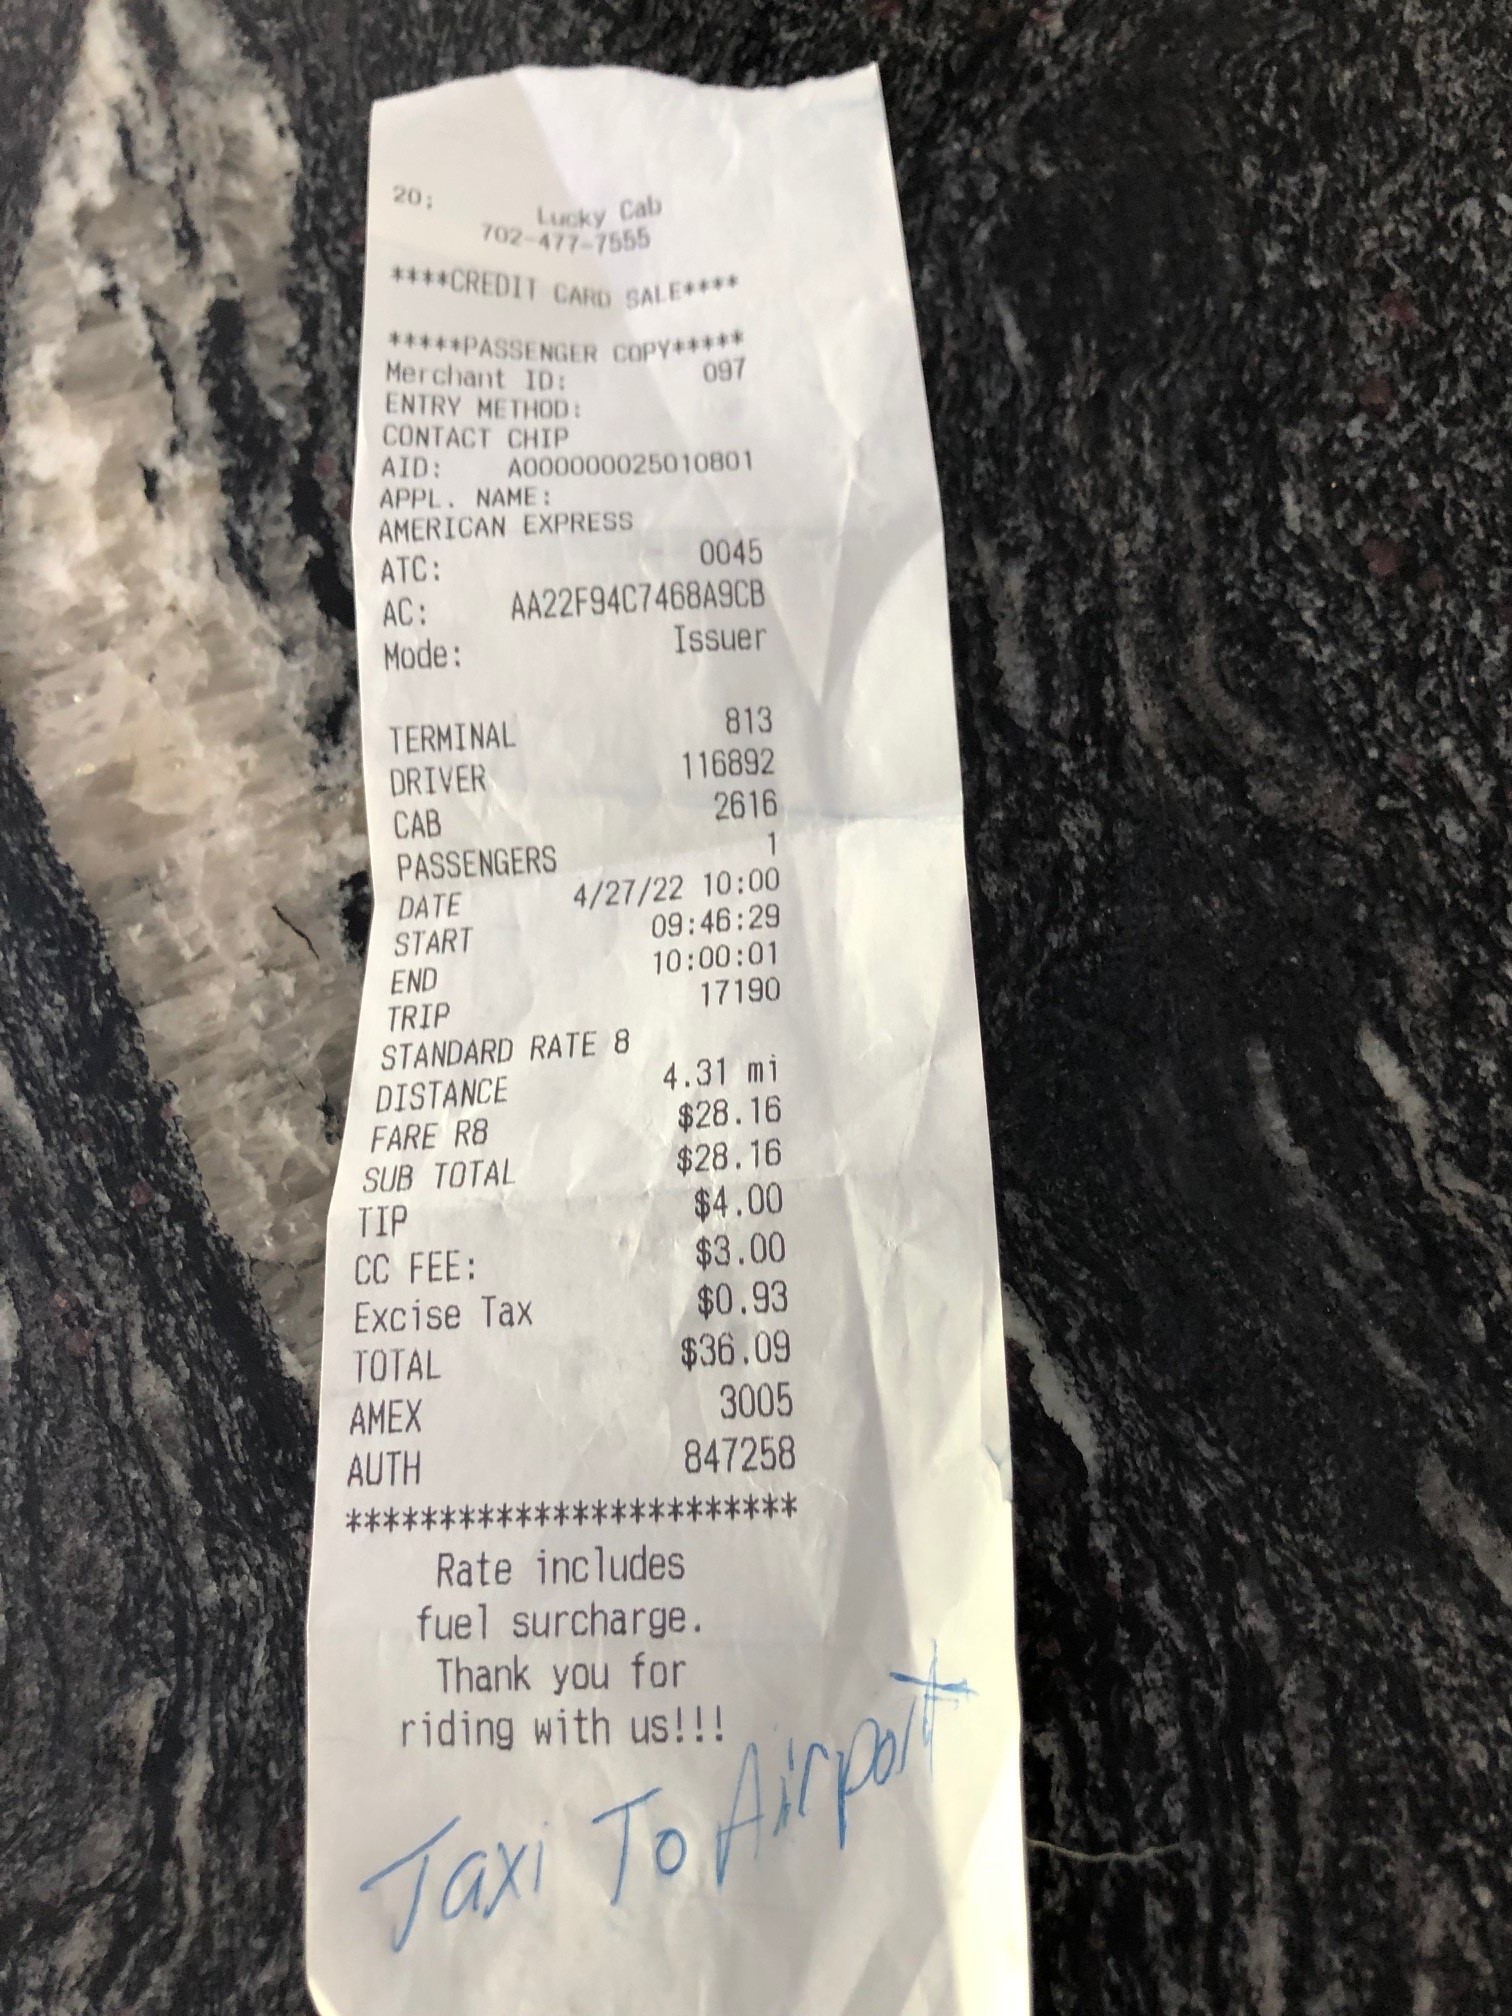 20:
Lucky Cab
702-477-7555
****CREDIT CARD SALE****
*****PASSENGER COPY*****
Merchant ID: 097
ENTRY METHOD:
CONTACT CHIP
AID: A000000025010801
APPL. NAME:
AMERICAN EXPRESS
ATC: 0045
AC: AA22F94C7468A9CB
Mode: Issuer
TERMINAL 813
DRIVER 116892
CAB 2616
PASSENGERS 1
DATE 4/27/22 10:00
START 09:46:29
END 10:00:01
TRIP 17190
STANDARD RATE 8
DISTANCE 4.31 mi
FARE R8 $28.16
SUB TOTAL $28.16
TIP $4.00
CC FEE: $3.00
Excise Tax $0.93
TOTAL $36.09
AMEX 3005
AUTH 847258
************************
Rate includes
fuel surcharge.
Thank you for
riding with us!!!
Taxi To Airport